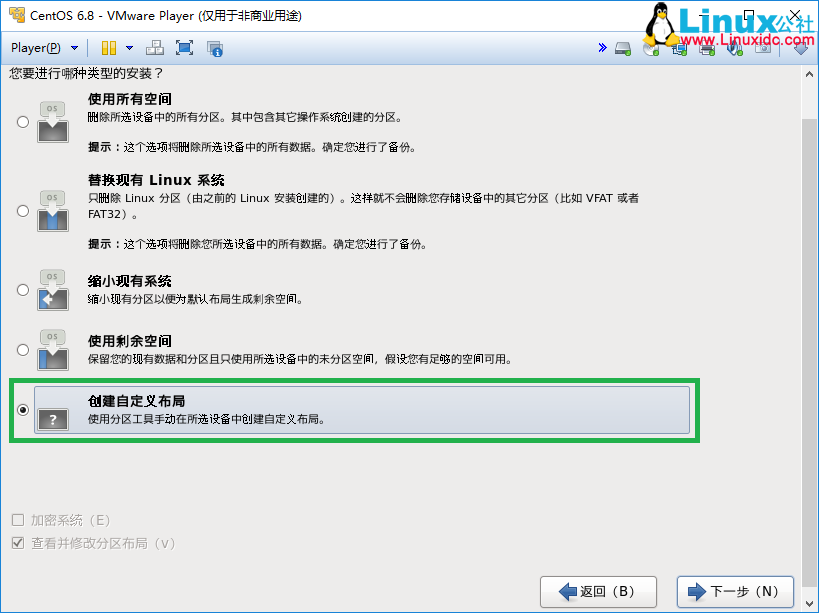 CentOS 6.8 - VMware Player (仅用于非商业用途)
Linux公社
www.Linuxidc.com
Player(P)
您要进行哪种类型的安装？
OS
使用所有空间
删除所选设备中的所有分区。其中包含其它操作系统创建的分区。
提示：这个选项将删除所选设备中的所有数据。确定您进行了备份。
OS
替换现有 Linux 系统
只删除 Linux 分区（由之前的 Linux 安装创建的）。这样就不会删除您存储设备中的其它分区（比如 VFAT 或者
FAT32）。
提示：这个选项将删除您所选设备中的所有数据。确定您进行了备份。
OS
缩小现有系统
缩小现有分区以便为默认布局生成剩余空间。
OS
使用剩余空间
保留您的现有数据和分区且只使用所选设备中的未分区空间，假设您有足够的空间可用。
?
创建自定义布局
使用分区工具手动在所选设备中创建自定义布局。
加密系统（E）
查看并修改分区布局（V）
返回（B）
下一步（N）